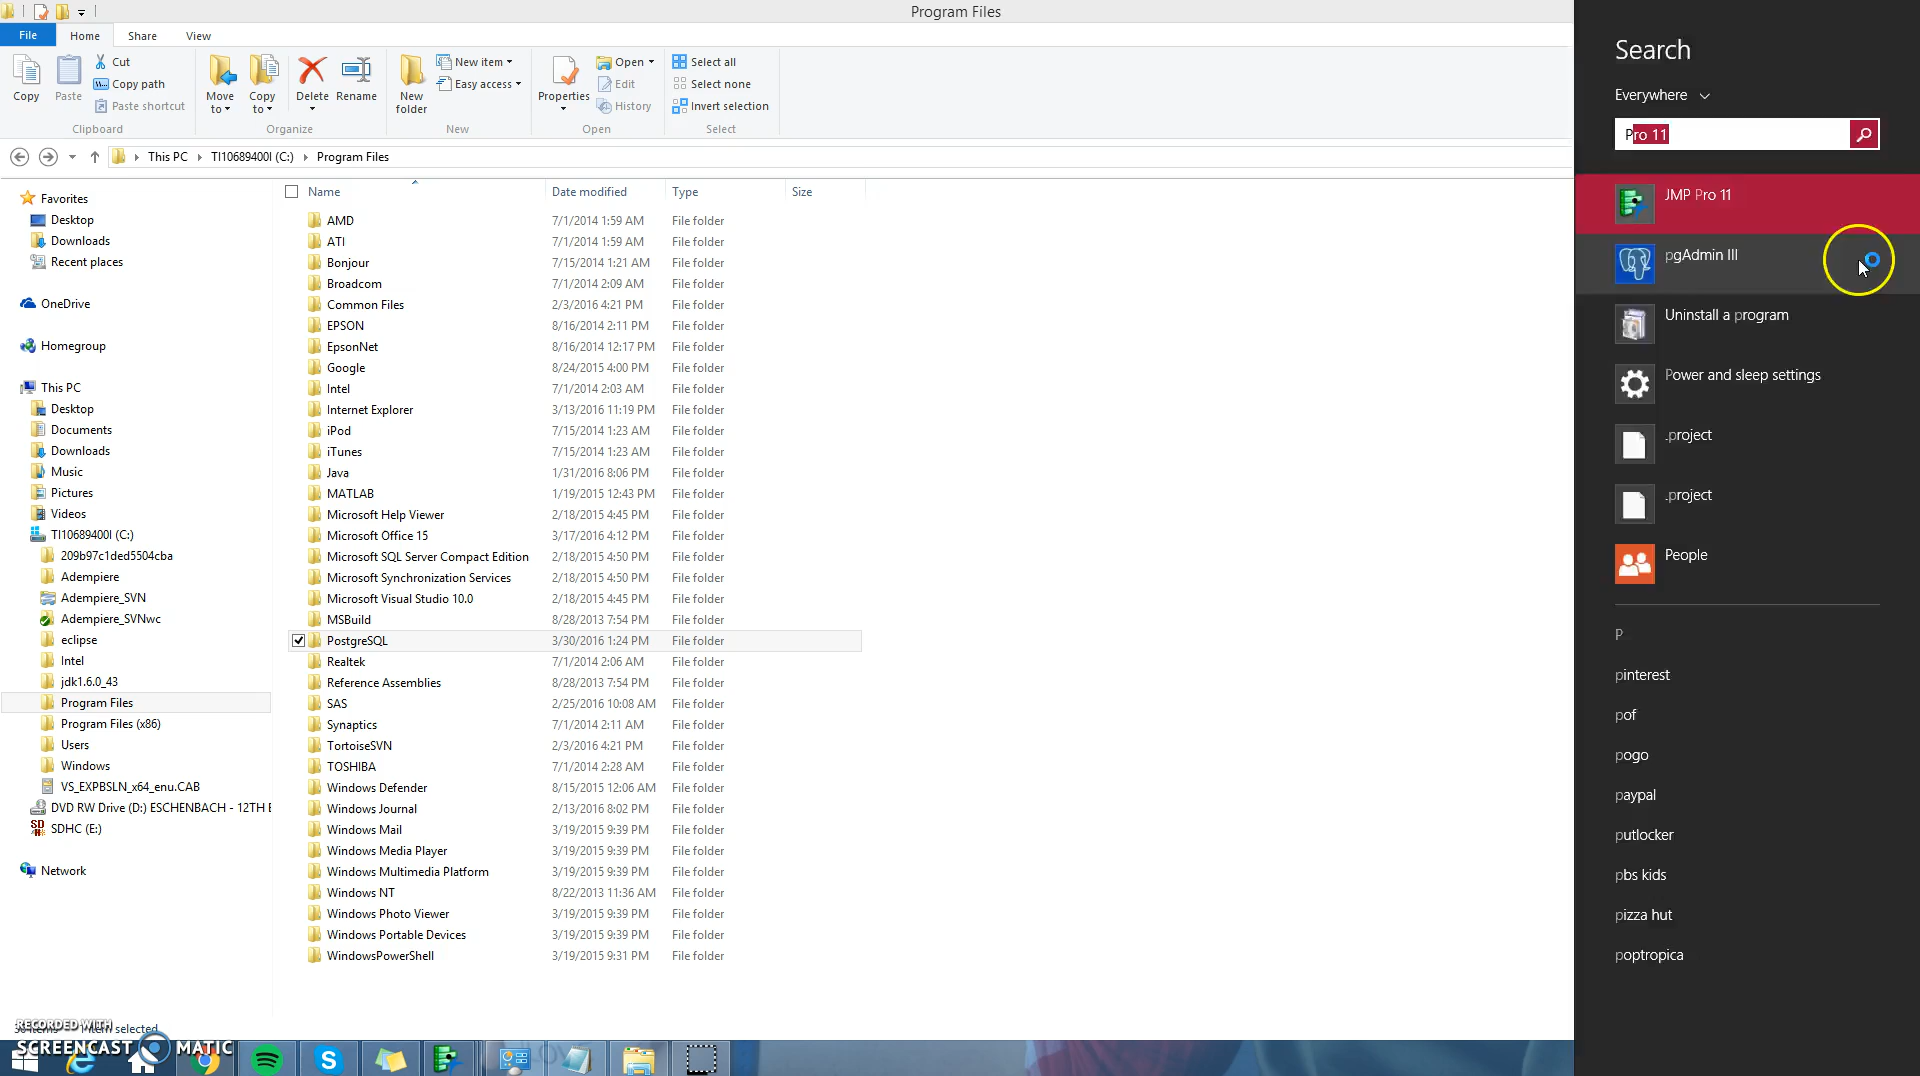 Program Files
File Home Share View
Copy
Paste
Cut
Copy path
Paste shortcut
Clipboard
Move to
Copy to
Delete
Rename
Organize
New folder
New item
Easy access
New
Properties
Open
Edit
History
Open
Select all
Select none
Invert selection
Select
This PC TI10689400I (C:) Program Files
Favorites
Desktop
Downloads
Recent places
OneDrive
Homegroup
This PC
Desktop
Documents
Downloads
Music
Pictures
Videos
TI10689400I (C:)
209b97c1ded5504cba
Adempiere
Adempiere_SVN
Adempiere_SVNwc
eclipse
Intel
jdk1.6.0_43
Program Files
Program Files (x86)
Users
Windows
VS_EXPBSLN_x64_enu.CAB
DVD RW Drive (D:) ESCHENBACH - 12TH E
SDHC (E:)
Network
Name Date modified Type Size
AMD 7/1/2014 1:59 AM File folder
ATI 7/1/2014 1:59 AM File folder
Bonjour 7/15/2014 1:21 AM File folder
Broadcom 7/1/2014 2:09 AM File folder
Common Files 2/3/2016 4:21 PM File folder
EPSON 8/16/2014 2:11 PM File folder
EpsonNet 8/16/2014 12:17 PM File folder
Google 8/24/2015 4:00 PM File folder
Intel 7/1/2014 2:03 AM File folder
Internet Explorer 3/13/2016 11:19 PM File folder
iPod 7/15/2014 1:23 AM File folder
iTunes 7/15/2014 1:23 AM File folder
Java 1/31/2016 8:06 PM File folder
MATLAB 1/19/2015 12:43 PM File folder
Microsoft Help Viewer 2/18/2015 4:45 PM File folder
Microsoft Office 15 3/17/2016 4:12 PM File folder
Microsoft SQL Server Compact Edition 2/18/2015 4:50 PM File folder
Microsoft Synchronization Services 2/18/2015 4:50 PM File folder
Microsoft Visual Studio 10.0 2/18/2015 4:45 PM File folder
MSBuild 8/28/2013 7:54 PM File folder
PostgreSQL 3/30/2016 1:24 PM File folder
Realtek 7/1/2014 2:06 AM File folder
Reference Assemblies 8/28/2013 7:54 PM File folder
SAS 2/25/2016 10:08 AM File folder
Synaptics 7/1/2014 2:11 AM File folder
TortoiseSVN 2/3/2016 4:21 PM File folder
TOSHIBA 7/1/2014 2:28 AM File folder
Windows Defender 8/15/2015 12:06 AM File folder
Windows Journal 2/13/2016 8:02 PM File folder
Windows Mail 3/19/2015 9:39 PM File folder
Windows Media Player 3/19/2015 9:39 PM File folder
Windows Multimedia Platform 3/19/2015 9:39 PM File folder
Windows NT 8/22/2013 11:36 AM File folder
Windows Photo Viewer 3/19/2015 9:39 PM File folder
Windows Portable Devices 3/19/2015 9:39 PM File folder
WindowsPowerShell 3/19/2015 9:31 PM File folder
item selected
RECORDED WITH
SCREENCAST MATIC
Search
Everywhere
Pro 11
JMP Pro 11
pgAdmin III
Uninstall a program
Power and sleep settings
.project
.project
People
P
pinterest
pof
pogo
paypal
putlocker
pbs kids
pizza hut
poptropica